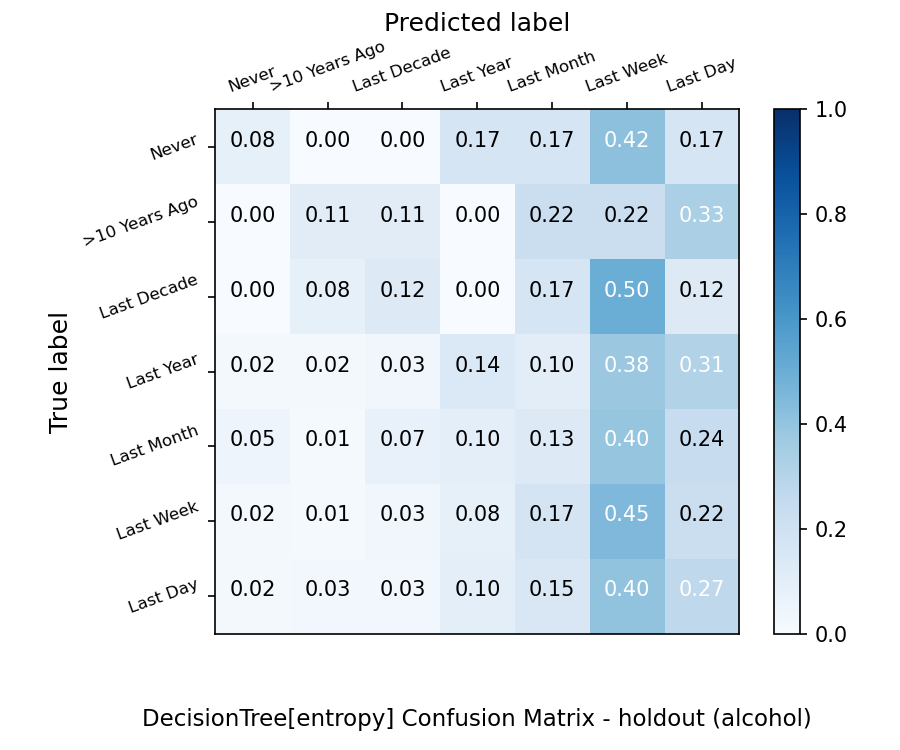 Predicted label
Never >10 Years Ago Last Decade Last Year Last Month Last Week Last Day
1.0
Never 0.08 0.00 0.00 0.17 0.17 0.42 0.17
0.8
>10 Years Ago 0.00 0.11 0.11 0.00 0.22 0.22 0.33
Last Decade 0.00 0.08 0.12 0.00 0.17 0.50 0.12
0.6
True label
Last Year 0.02 0.02 0.03 0.14 0.10 0.38 0.31
0.4
Last Month 0.05 0.01 0.07 0.10 0.13 0.40 0.24
Last Week 0.02 0.01 0.03 0.08 0.17 0.45 0.22
0.2
Last Day 0.02 0.03 0.03 0.10 0.15 0.40 0.27
0.0
DecisionTree[entropy] Confusion Matrix - holdout (alcohol)